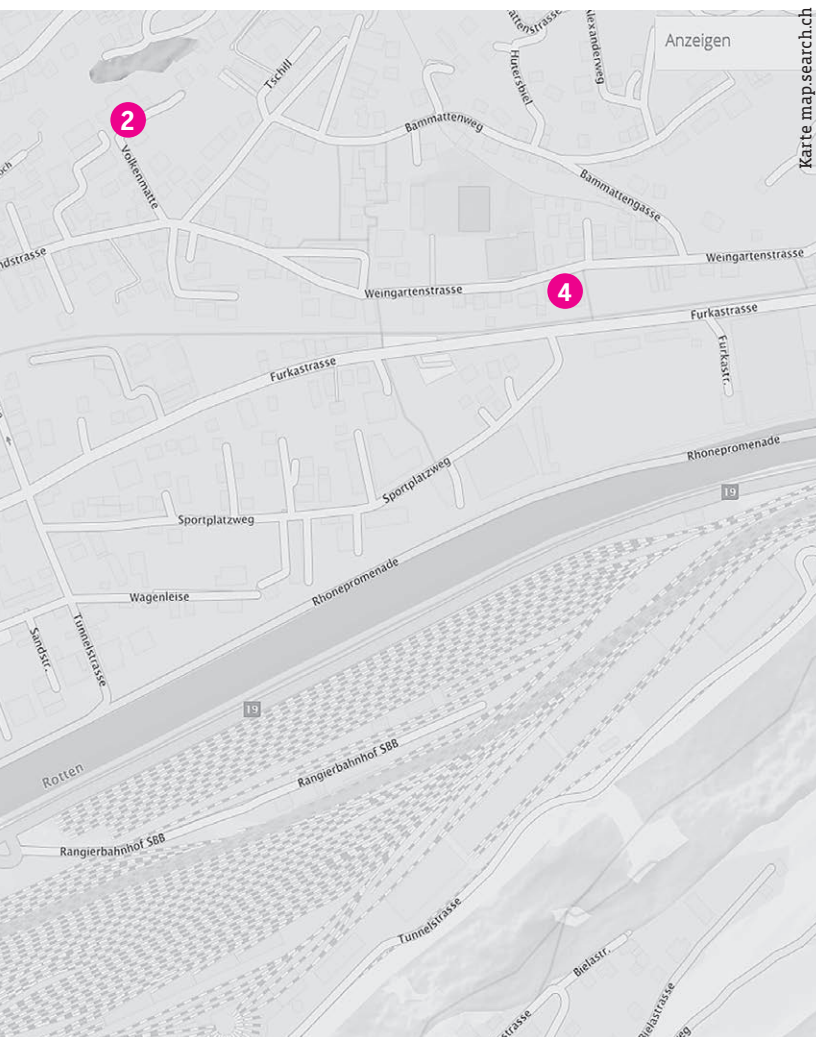 Anzeigen
Karte map.search.ch
Alexanderweg
Hutersbiel
Tschill
2
Volkenmatte
Bammattenweg
Bammattengasse
Weingartenstrasse
Weingartenstrasse
4
Furkastrasse
Furkastrasse
Furkastr.
Rhonepromenade
19
Sportplatzweg
Sportplatzweg
Rhonepromenade
Wagenleise
Sandstr.
Tunnelstrasse
19
Rotten
Rangierbahnhof SBB
Rangierbahnhof SBB
Tunnelstrasse
Bielastr.